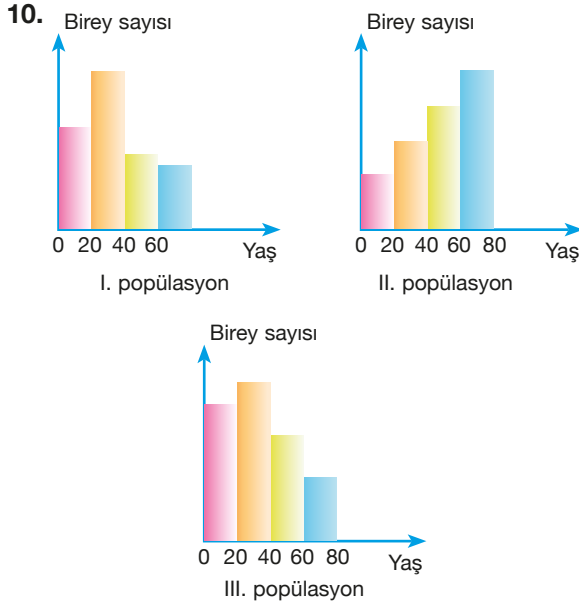 10.
Birey sayısı
0 20 40 60
Yaş
I. popülasyon
Birey sayısı
0 20 40 60 80
Yaş
II. popülasyon
Birey sayısı
0 20 40 60 80
Yaş
III. popülasyon